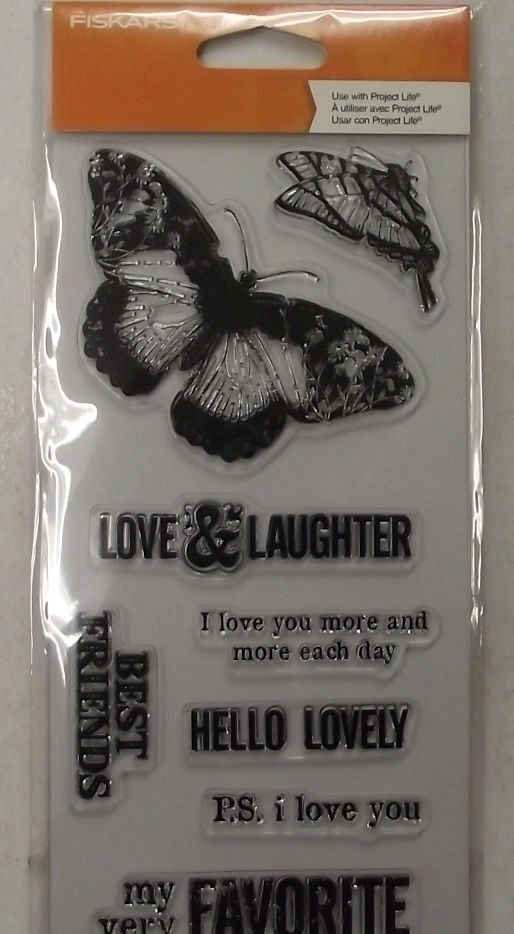 FISKARS
Use with Project Life®
À utiliser avec Project Life®
Usar con Project Life®
LOVE & LAUGHTER
I love you more and
more each day
BEST
FRIENDS
HELLO LOVELY
P.S. i love you
my
very
FAVORITE